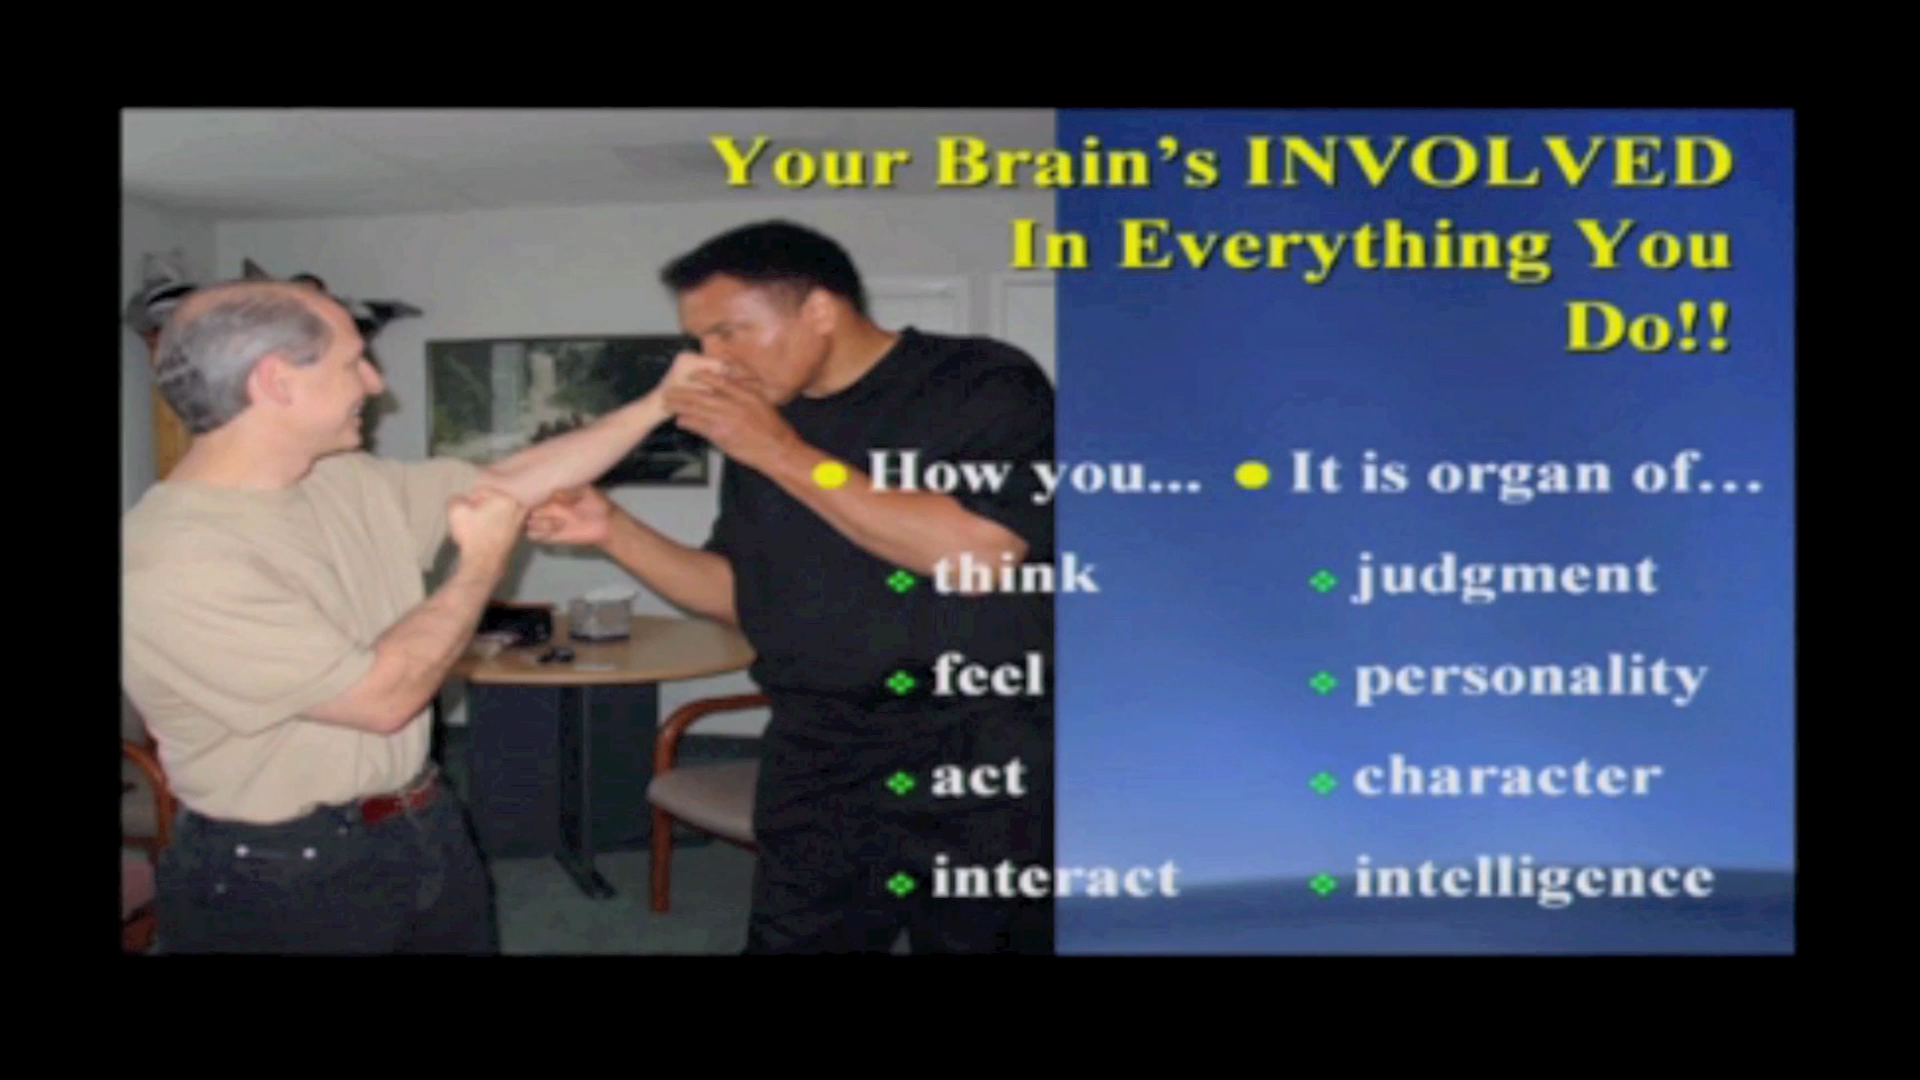 Your Brain's INVOLVED
In Everything You
Do!!
How you...
think
feel
act
interact
It is organ of...
judgment
personality
character
intelligence